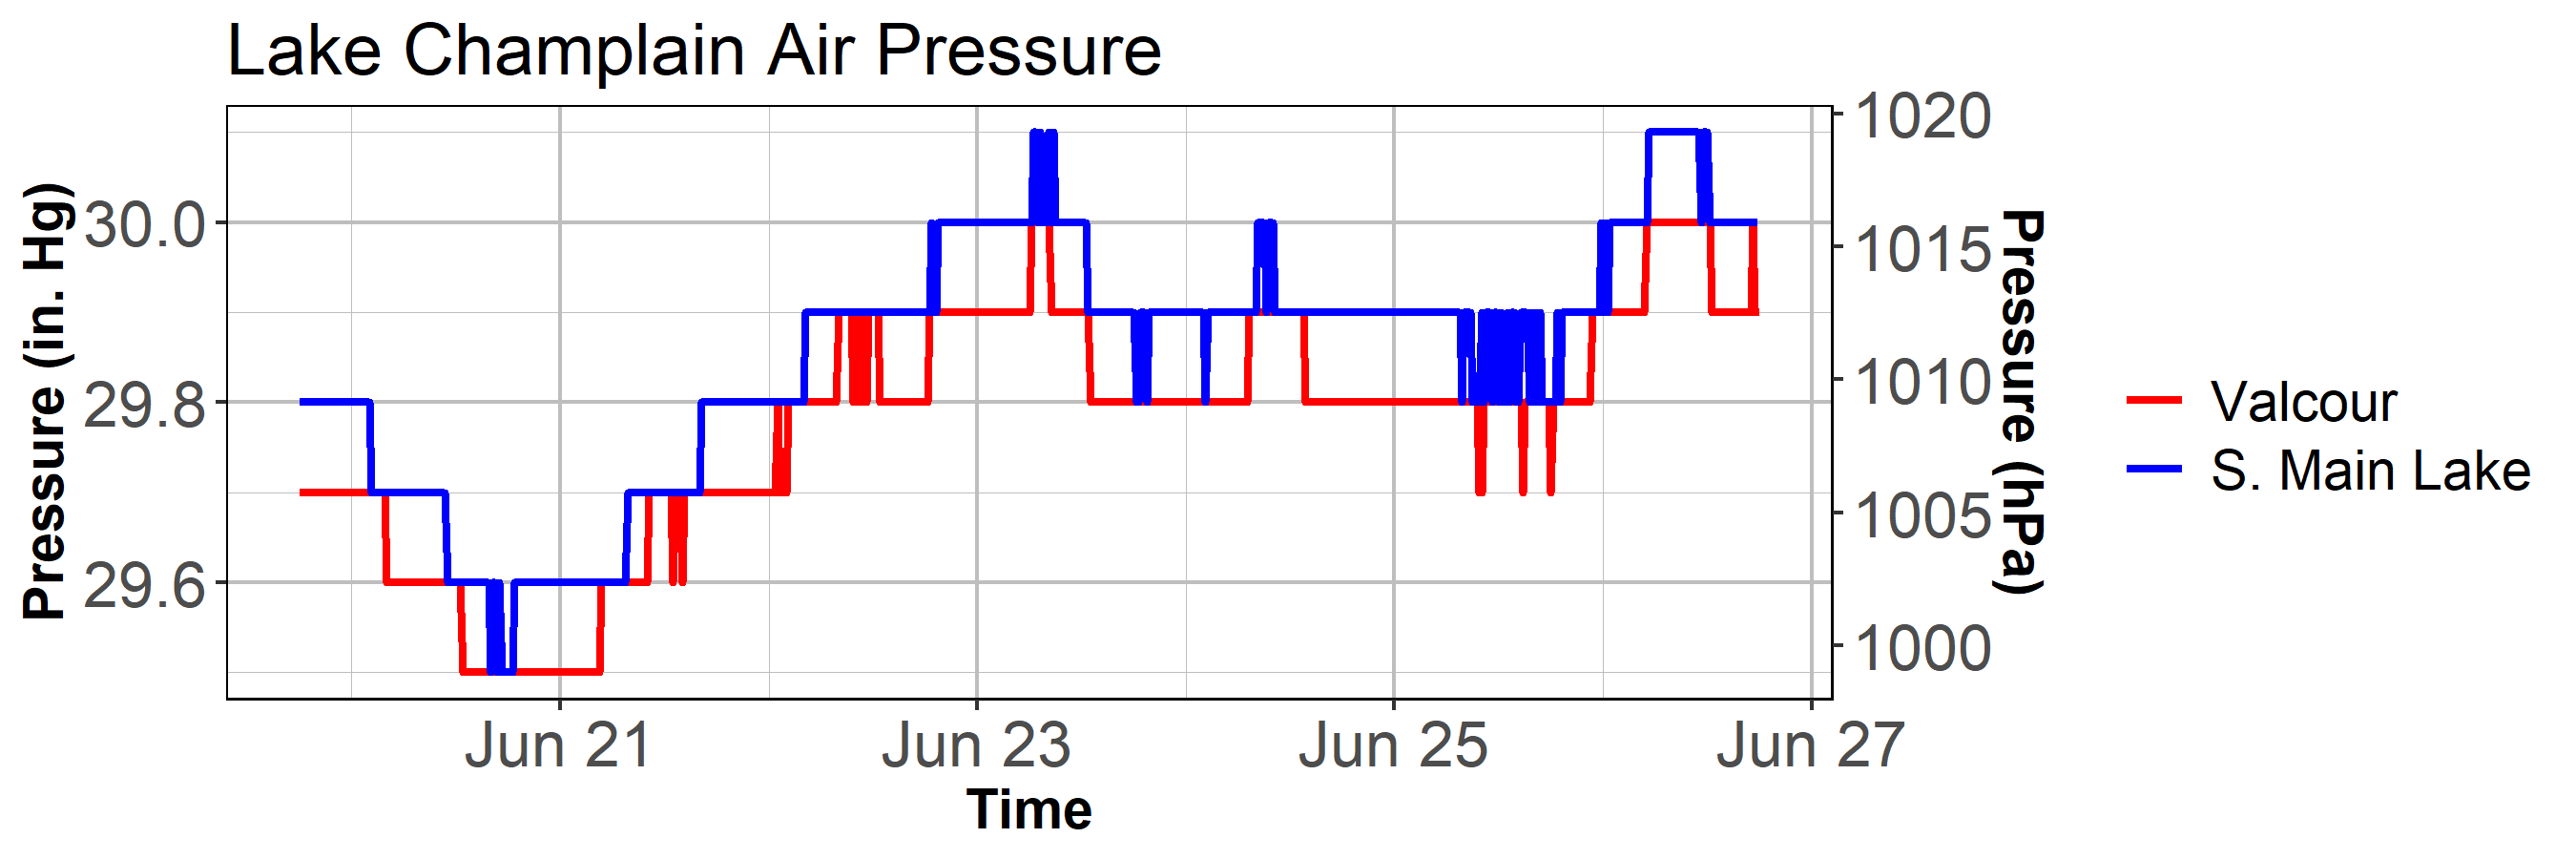 Lake Champlain Air Pressure
Pressure (in. Hg)
30.0
29.8
29.6
1020
1015
1010
1005
1000
Pressure (hPa)
Jun 21 Jun 23 Jun 25 Jun 27
Time
Valcour
S. Main Lake